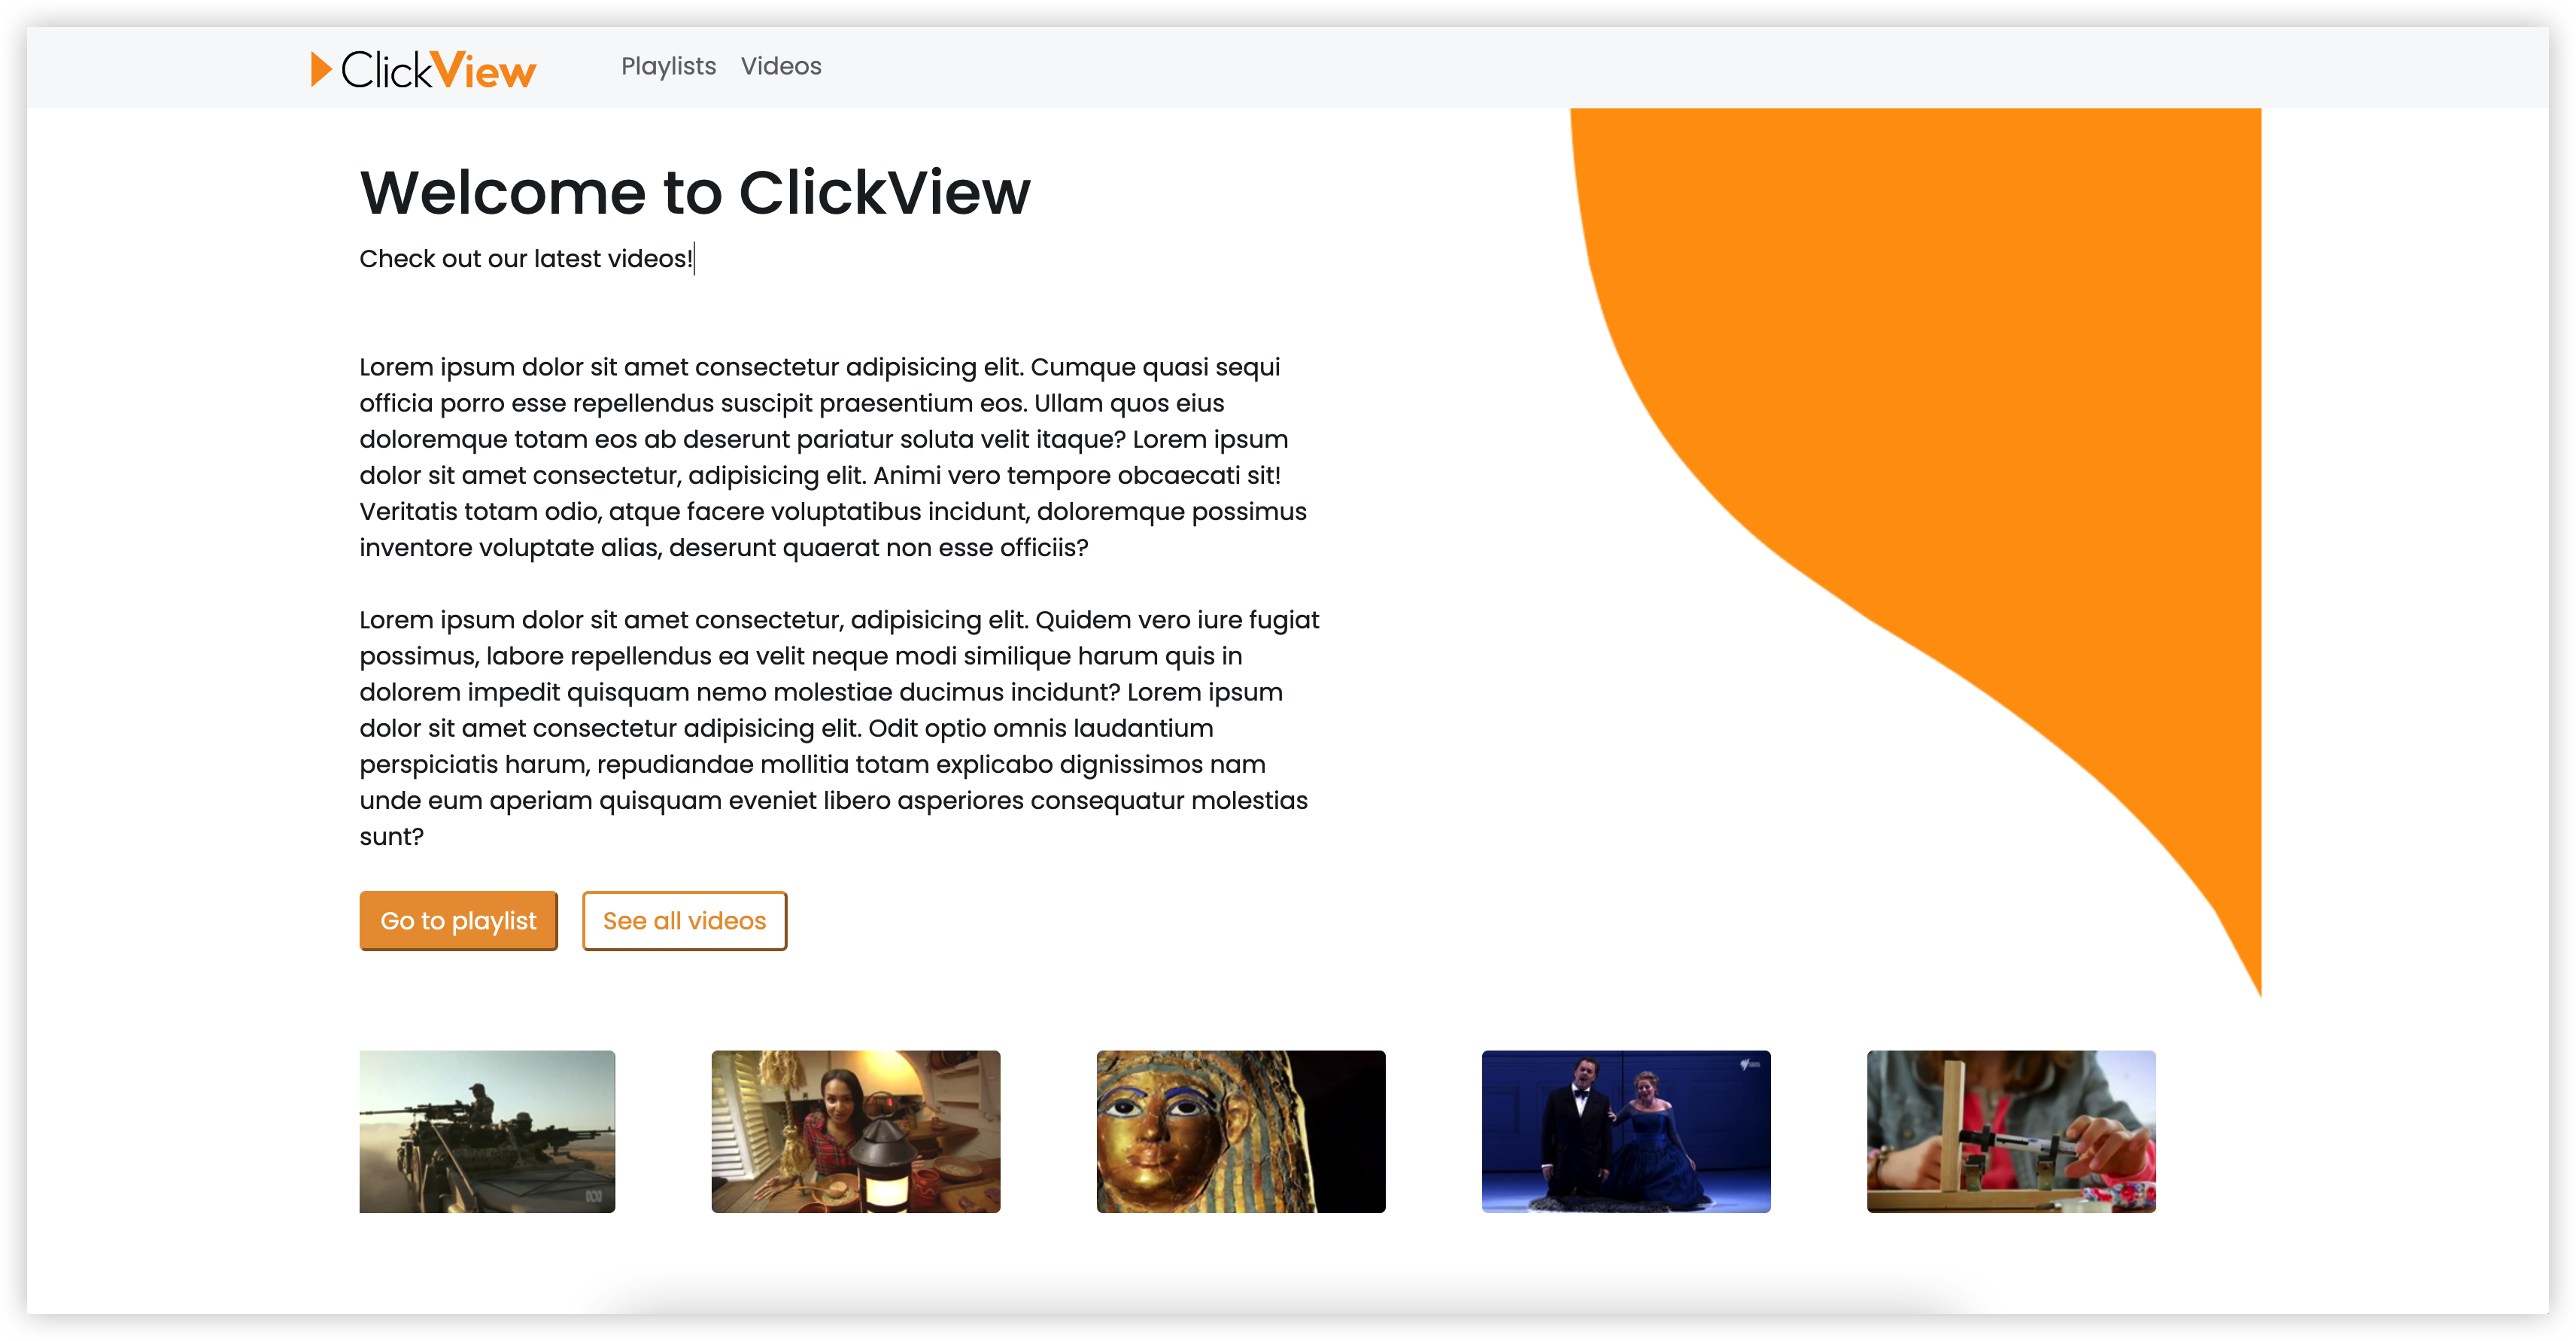 ClickView
Playlists
Videos
Welcome to ClickView
Check out our latest videos!
Lorem ipsum dolor sit amet consectetur adipisicing elit. Cumque quasi sequi
officia porro esse repellendus suscipit praesentium eos. Ullam quos eius
doloremque totam eos ab deserunt pariatur soluta velit itaque? Lorem ipsum
dolor sit amet consectetur, adipisicing elit. Animi vero tempore obcaecati sit!
Veritatis totam odio, atque facere voluptatibus incidunt, doloremque possimus
inventore voluptate alias, deserunt quaerat non esse officiis?
Lorem ipsum dolor sit amet consectetur, adipisicing elit. Quidem vero iure fugiat
possimus, labore repellendus ea velit neque modi similique harum quis in
dolorem impedit quisquam nemo molestiae ducimus incidunt? Lorem ipsum
dolor sit amet consectetur adipisicing elit. Odit optio omnis laudantium
perspiciatis harum, repudiandae mollitia totam explicabo dignissimos nam
unde eum aperiam quisquam eveniet libero asperiores consequatur molestias
sunt?
Go to playlist
See all videos